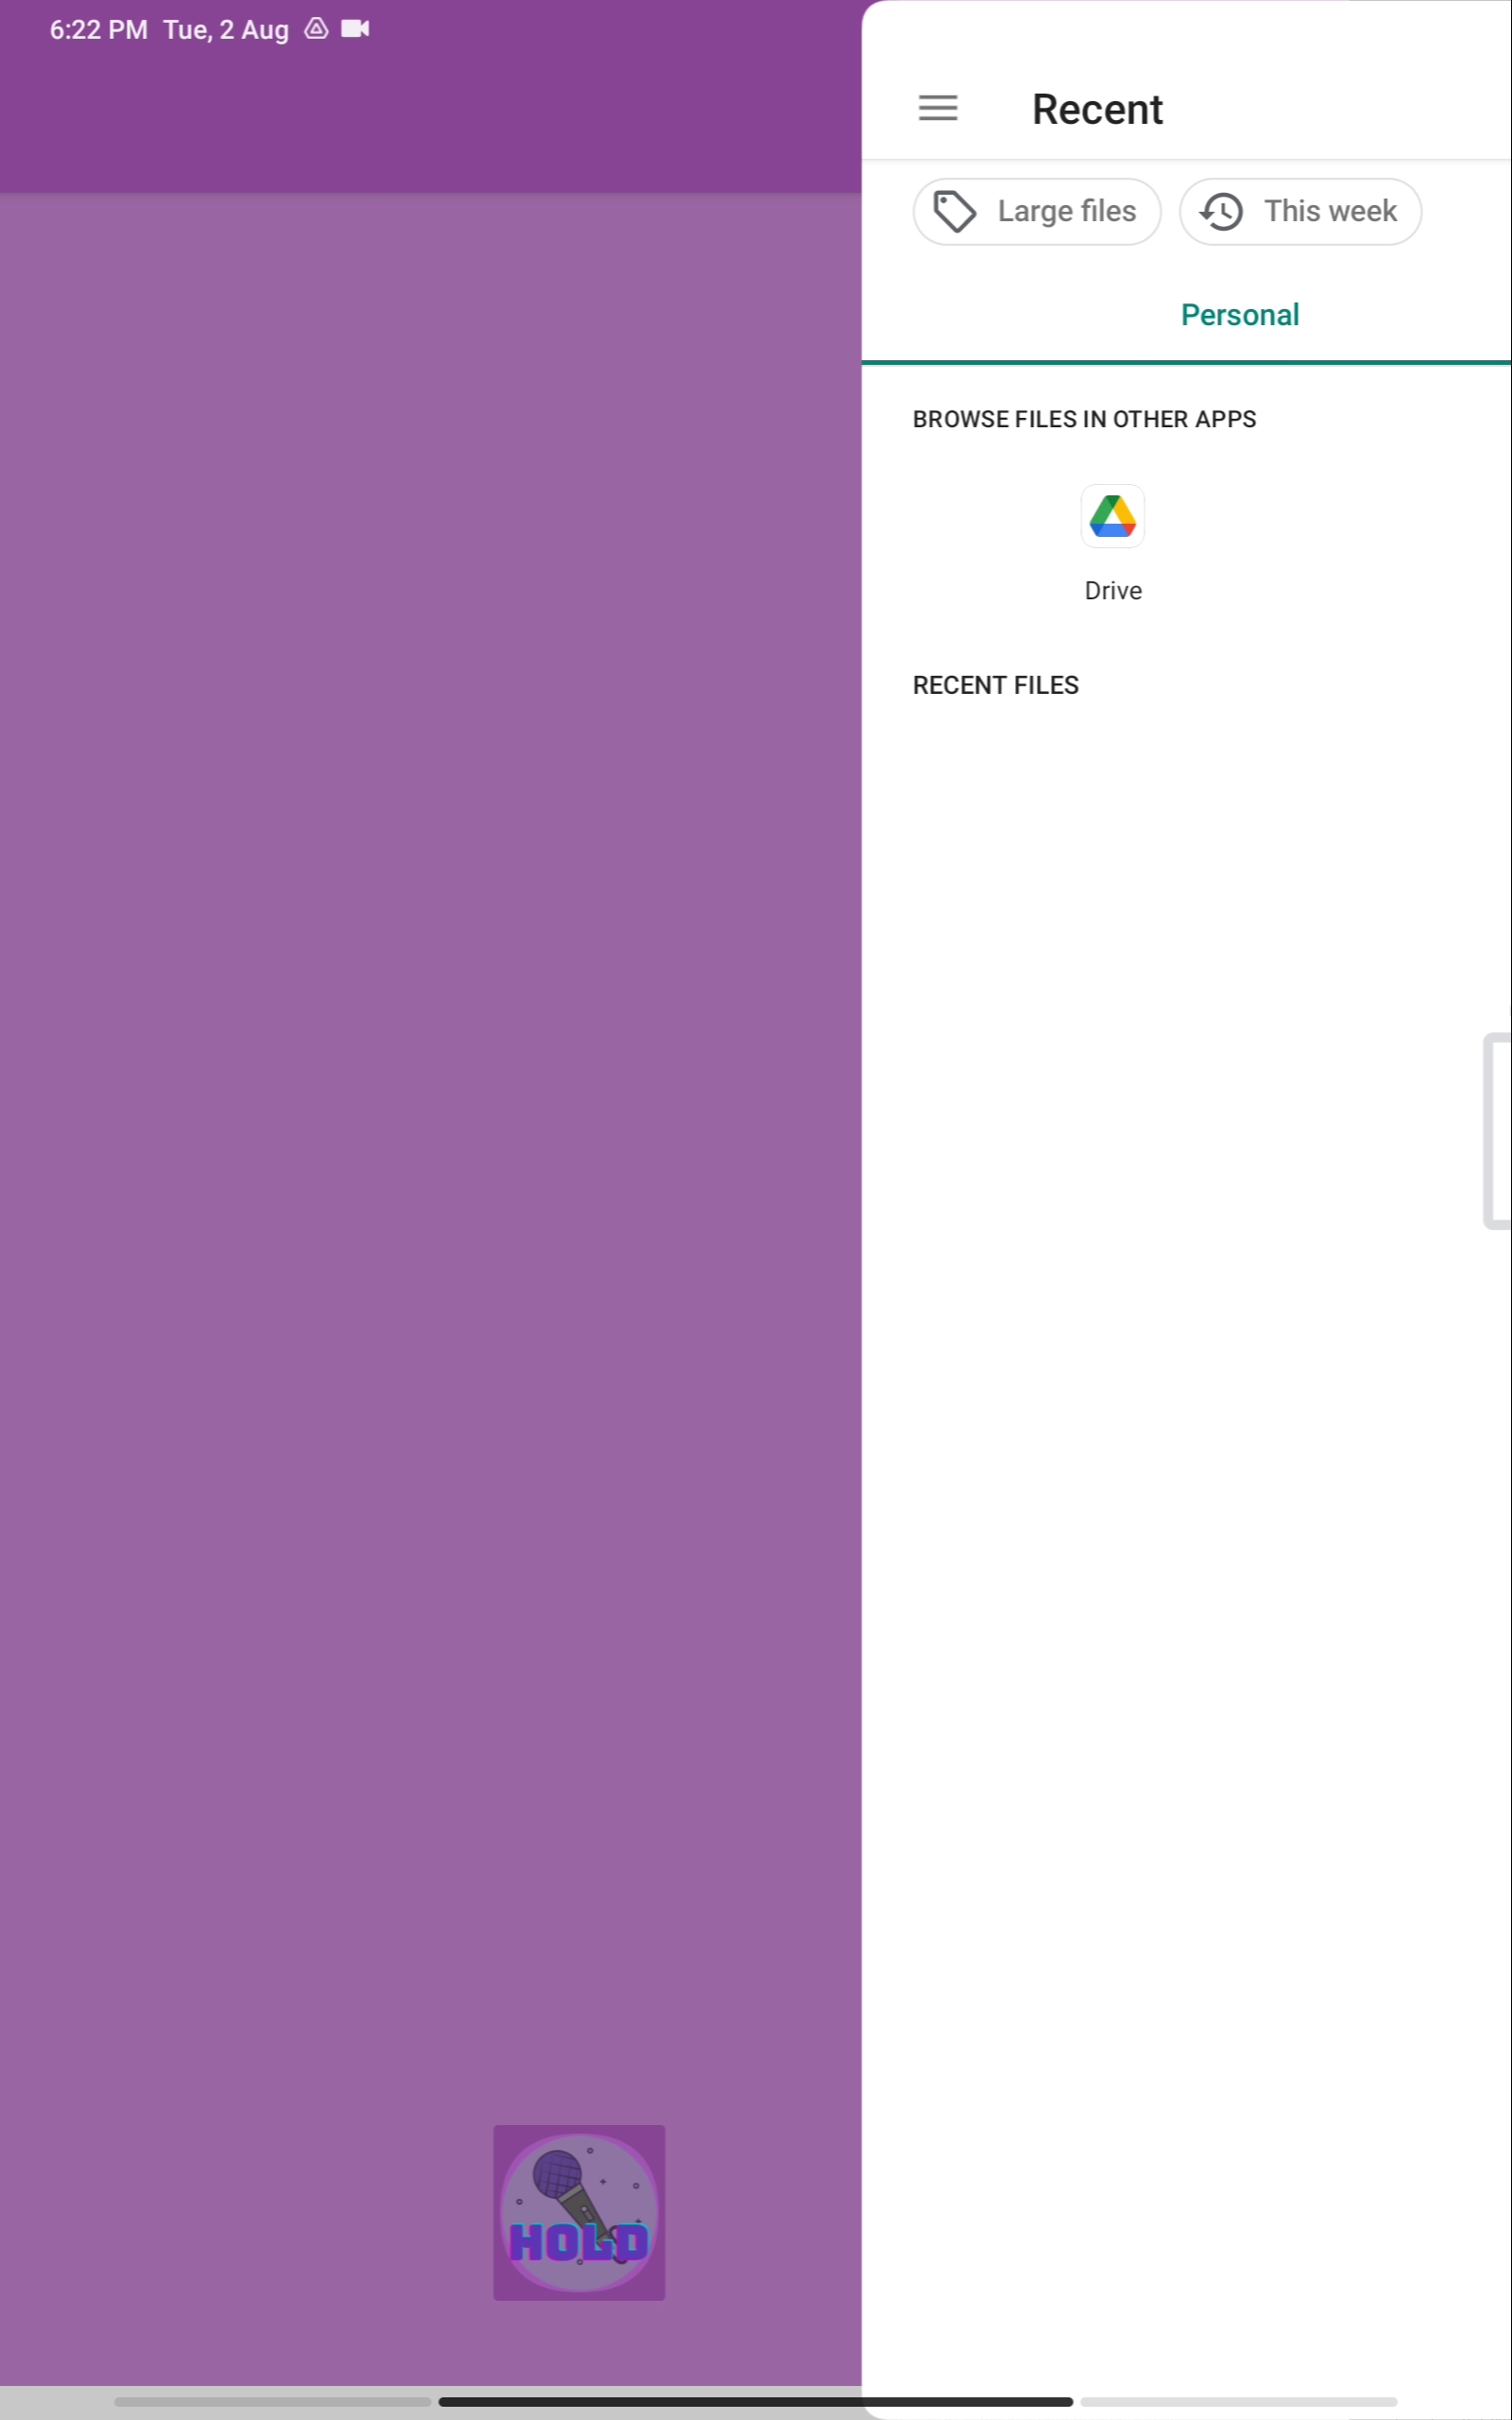 6:22 PM Tue, 2 Aug
Recent
Large files
This week
Personal
BROWSE FILES IN OTHER APPS
Drive
RECENT FILES
HOLD